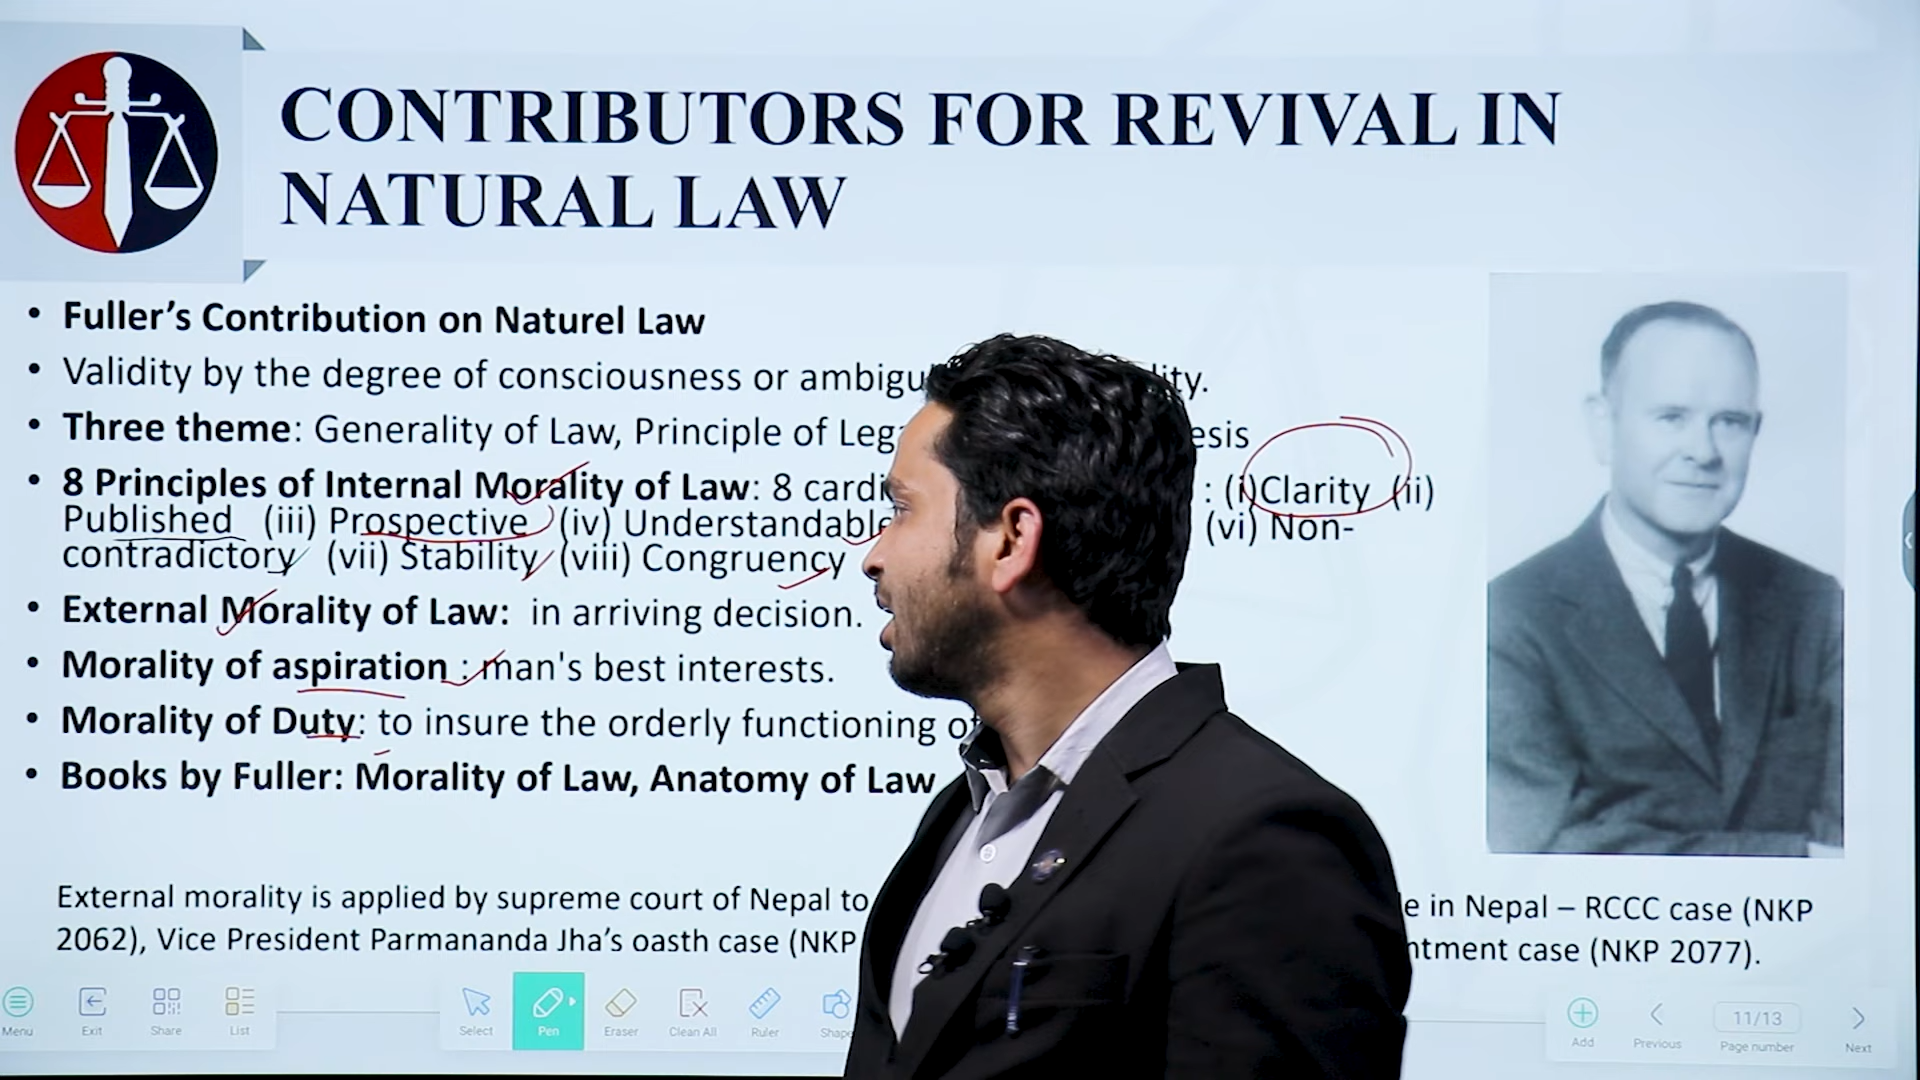 CONTRIBUTORS FOR REVIVAL IN
NATURAL LAW
• Fuller's Contribution on Naturel Law
• Validity by the degree of consciousness or
• Three theme: Generality of Law, Principle of
• 8 Principles of Internal Morality of Law: 8 : (i)Clarity (ii)
Published (iii) Prospective (iv) Understandable (vi) Non-
contradictory (vii) Stability (viii) Congruency
• External Morality of Law: in arriving decision.
• Morality of aspiration : man's best interests.
• Morality of Duty: to insure the orderly functioning
• Books by Fuller: Morality of Law, Anatomy of Law
External morality is applied by supreme court of Nepal to in Nepal – RCCC case (NKP
2062), Vice President Parmananda Jha's oasth case (NKP case (NKP 2077).
Menu Exit Share List Select Pen Eraser Clean All Ruler Add Previous 11/13 Page number Next